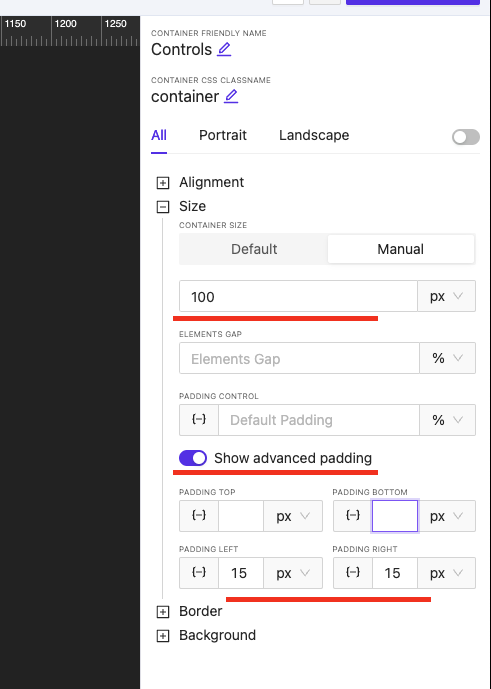 1150 1200 1250
CONTAINER FRIENDLY NAME
Controls
CONTAINER CSS CLASSNAME
container
All Portrait Landscape
Alignment
Size
CONTAINER SIZE
Default Manual
100 px
ELEMENTS GAP
Elements Gap %
PADDING CONTROL
{--} Default Padding %
Show advanced padding
PADDING TOP PADDING BOTTOM
{--} px {--} px
PADDING LEFT PADDING RIGHT
{--} 15 px {--} 15 px
Border
Background